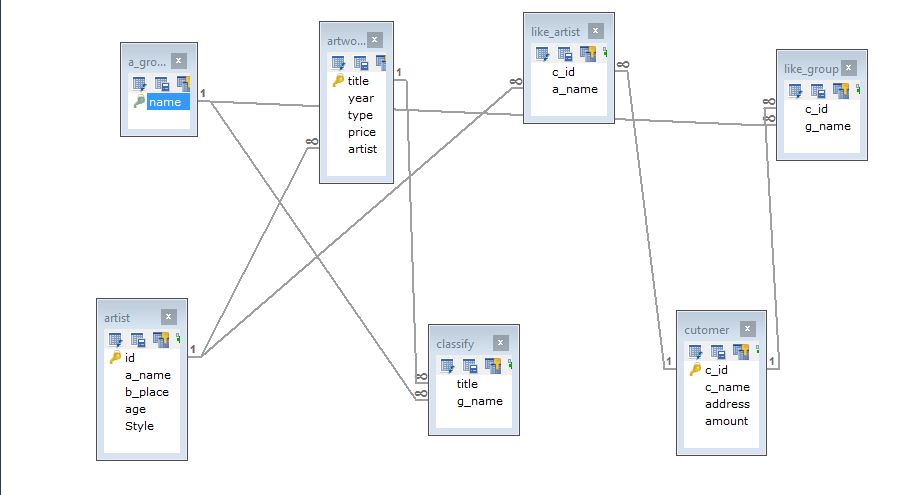 a_gro...
name
1
artwo...
title
year
type
price
artist
1
∞
like_artist
c_id
a_name
∞
∞
like_group
c_id
g_name
∞
∞
artist
id
a_name
b_place
age
Style
1
classify
title
g_name
∞
∞
cutomer
c_id
c_name
address
amount
1
1